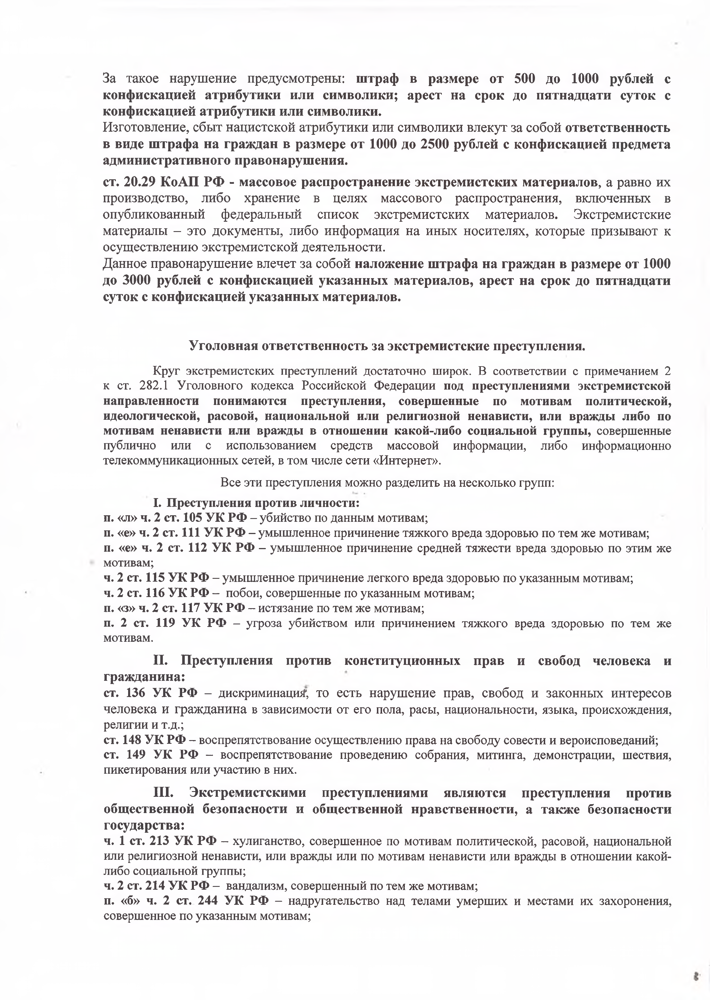 За такое нарушение предусмотрены: штраф в размере от 500 до 1000 рублей с
конфискацией атрибутики или символики; арест на срок до пятнадцати суток с
конфискацией атрибутики или символики.
Изготовление, сбыт нацистской атрибутики или символики влекут за собой ответственность
в виде штрафа на граждан в размере от 1000 до 2500 рублей с конфискацией предмета
административного правонарушения.
ст. 20.29 КоАП РФ - массовое распространение экстремистских материалов, а равно их
производство, либо хранение в целях массового распространения, включенных в
опубликованный федеральный список экстремистских материалов. Экстремистские
материалы – это документы, либо информация на иных носителях, которые призывают к
осуществлению экстремистской деятельности.
Данное правонарушение влечет за собой наложение штрафа на граждан в размере от 1000
до 3000 рублей с конфискацией указанных материалов, арест на срок до пятнадцати
суток с конфискацией указанных материалов.
Уголовная ответственность за экстремистские преступления.
Круг экстремистских преступлений достаточно широк. В соответствии с примечанием 2
к ст. 282.1 Уголовного кодекса Российской Федерации под преступлениями экстремистской
направленности понимаются преступления, совершенные по мотивам политической,
идеологической, расовой, национальной или религиозной ненависти, или вражды либо по
мотивам ненависти или вражды в отношении какой-либо социальной группы, совершенные
публично или с использованием средств массовой информации, либо информационно
телекоммуникационных сетей, в том числе сети «Интернет».
Все эти преступления можно разделить на несколько групп:
I. Преступления против личности:
п. «л» ч. 2 ст. 105 УК РФ – убийство по данным мотивам;
п. «е» ч. 2 ст. 111 УК РФ – умышленное причинение тяжкого вреда здоровью по тем же мотивам;
п. «е» ч. 2 ст. 112 УК РФ – умышленное причинение средней тяжести вреда здоровью по этим же
мотивам;
ч. 2 ст. 115 УК РФ – умышленное причинение легкого вреда здоровью по указанным мотивам;
ч. 2 ст. 116 УК РФ – побои, совершенные по указанным мотивам;
п. «з» ч. 2 ст. 117 УК РФ – истязание по тем же мотивам;
п. 2 ст. 119 УК РФ – угроза убийством или причинением тяжкого вреда здоровью по тем же
мотивам.
II. Преступления против конституционных прав и свобод человека и
гражданина:
ст. 136 УК РФ – дискриминация, то есть нарушение прав, свобод и законных интересов
человека и гражданина в зависимости от его пола, расы, национальности, языка, происхождения,
религии и т.д.;
ст. 148 УК РФ – воспрепятствование осуществлению права на свободу совести и вероисповеданий;
ст. 149 УК РФ – воспрепятствование проведению собрания, митинга, демонстрации, шествия,
пикетирования или участию в них.
III. Экстремистскими преступлениями являются преступления против
общественной безопасности и общественной нравственности, а также безопасности
государства:
ч. 1 ст. 213 УК РФ – хулиганство, совершенное по мотивам политической, расовой, национальной
или религиозной ненависти, или вражды или по мотивам ненависти или вражды в отношении какой-
либо социальной группы;
ч. 2 ст. 214 УК РФ – вандализм, совершенный по тем же мотивам;
п. «б» ч. 2 ст. 244 УК РФ – надругательство над телами умерших и местами их захоронения,
совершенное по указанным мотивам;